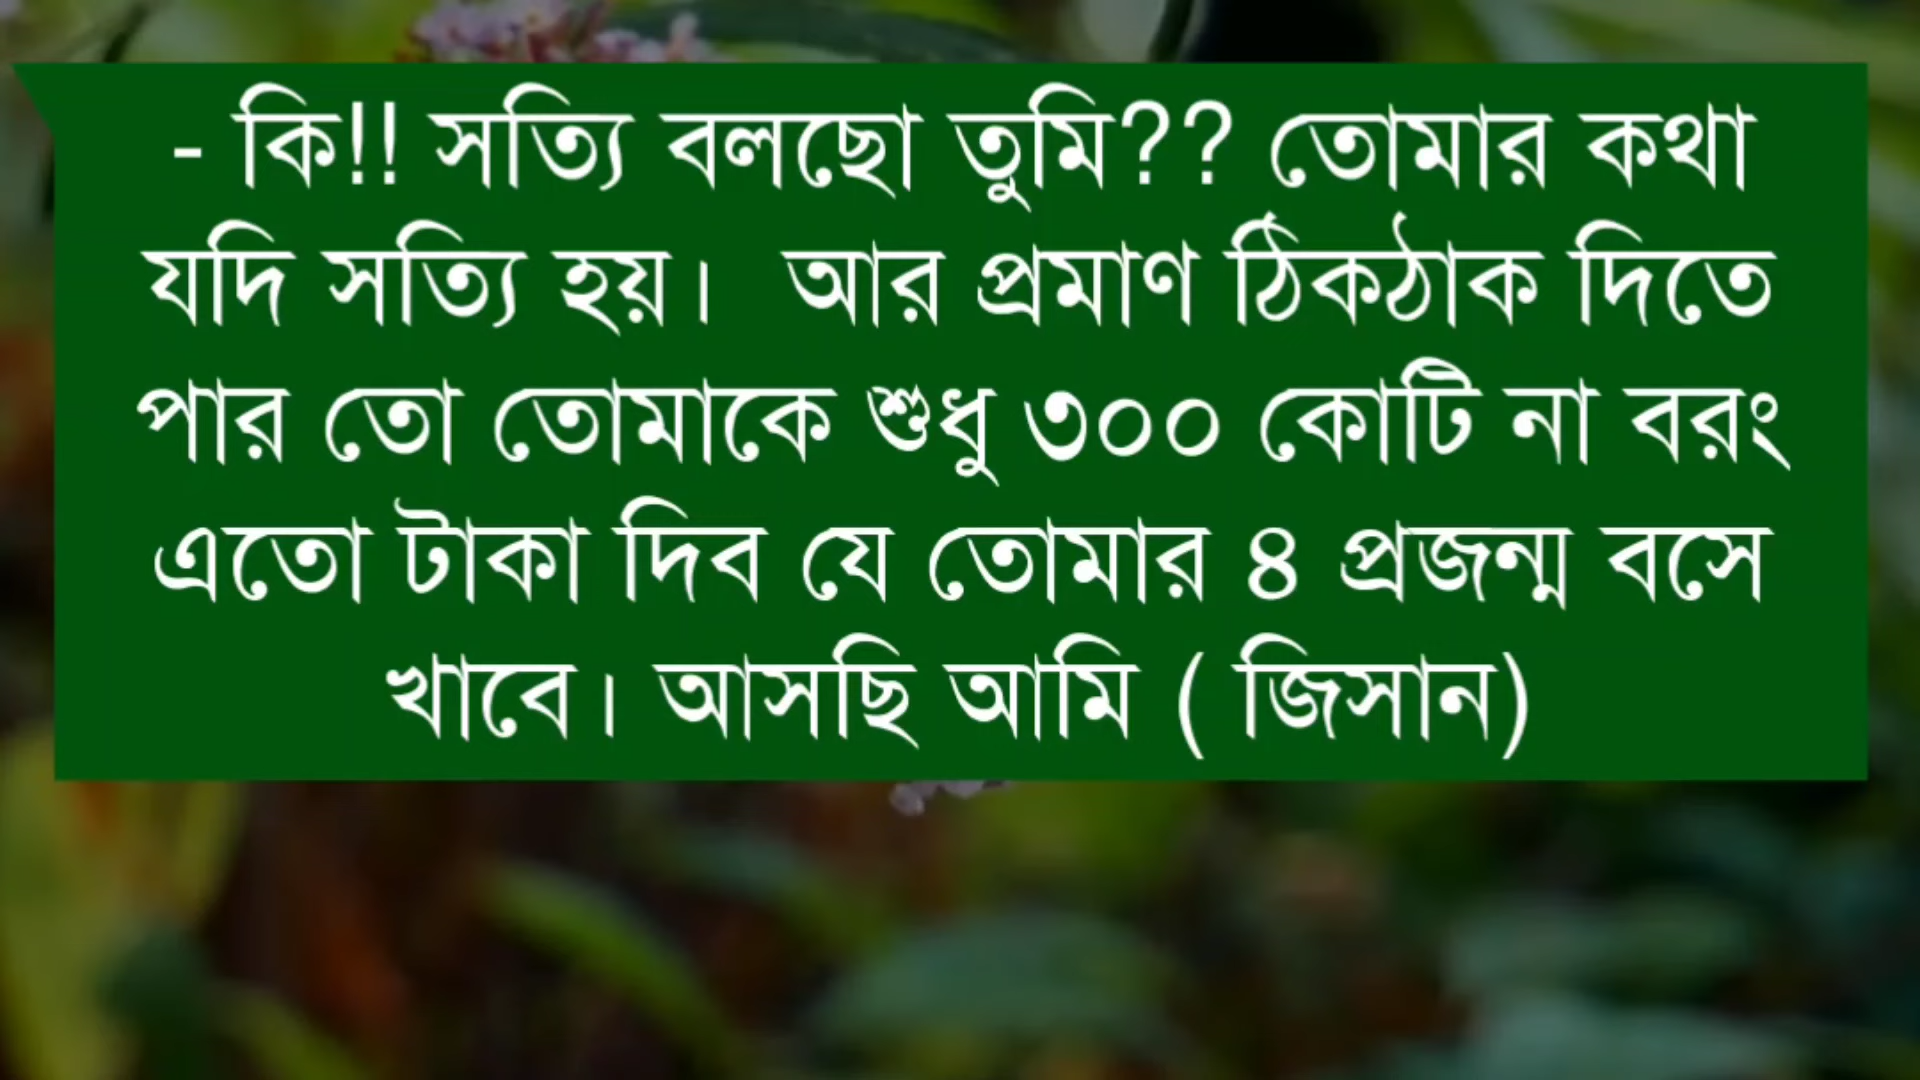 - কি!! সত্যি বলছো তুমি?? তোমার কথা
যদি সত্যি হয়।  আর প্রমাণ ঠিকঠাক দিতে
পার তো তোমাকে শুধু ৩০০ কোটি না বরং
এতো টাকা দিব যে তোমার ৪ প্রজন্ম বসে
খাবে। আসছি আমি ( জিসান)